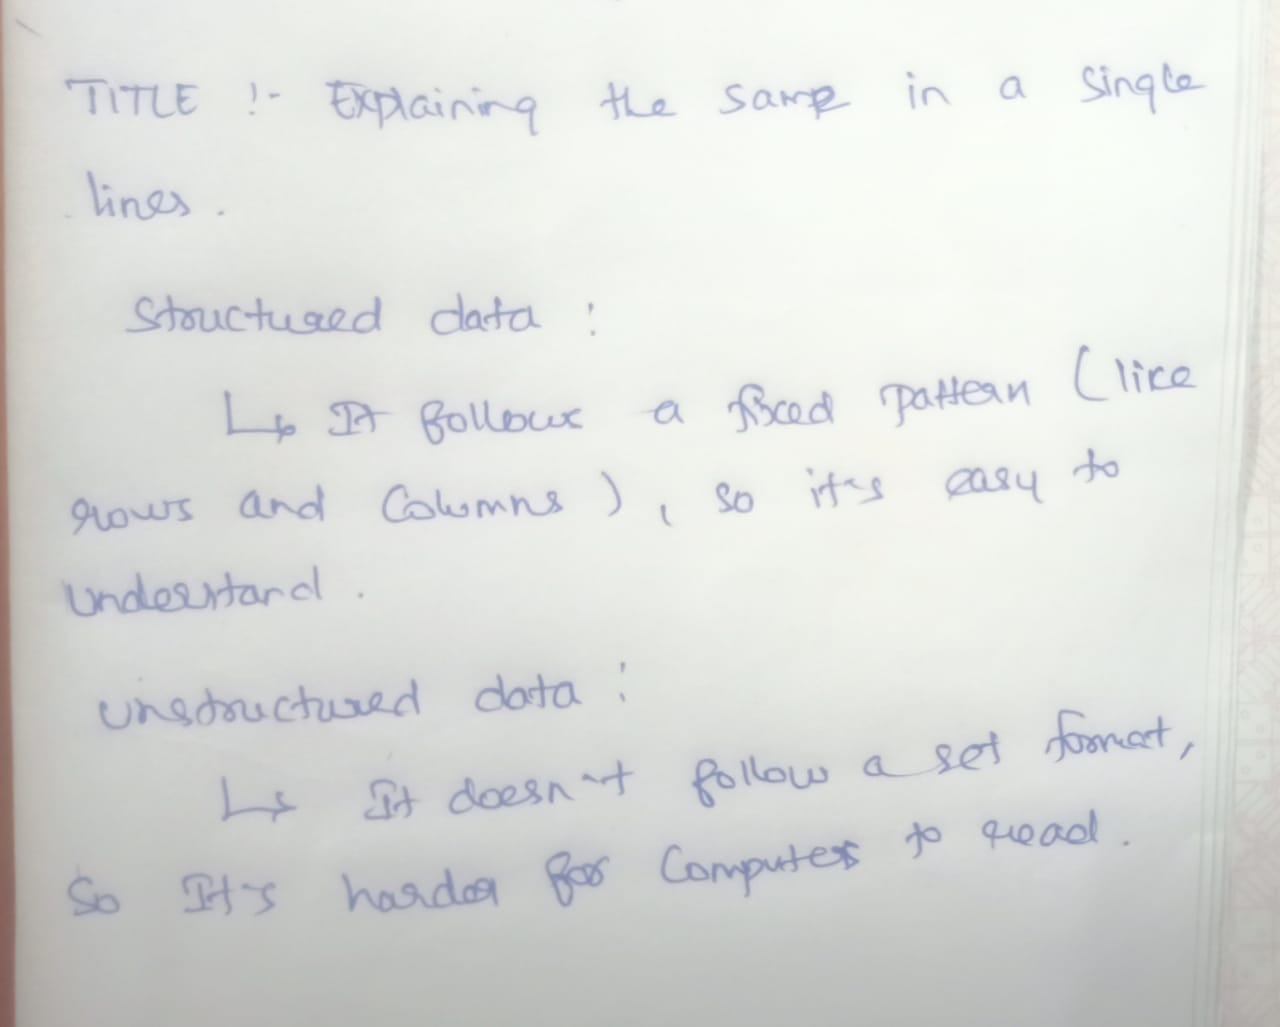 TITLE :- Explaining the same in a single
lines.
Structured data :
↳ It follows a fixed pattern (like
rows and Columns), so it's easy to
understand.
unstructured data :
↳ It doesn't follow a set format,
So It's harder for Computers to read.